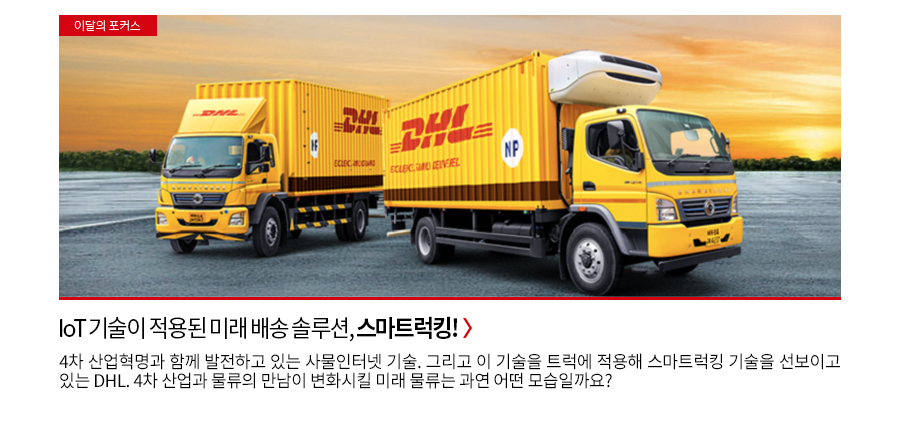 이달의 포커스
DHL
DHL
DHL
NP
NP
IoT 기술이 적용된 미래 배송 솔루션, 스마트럭킹! 〉
4차 산업혁명과 함께 발전하고 있는 사물인터넷 기술. 그리고 이 기술을 트럭에 적용해 스마트럭킹 기술을 선보이고
있는 DHL. 4차 산업과 물류의 만남이 변화시킬 미래 물류는 과연 어떤 모습일까요?